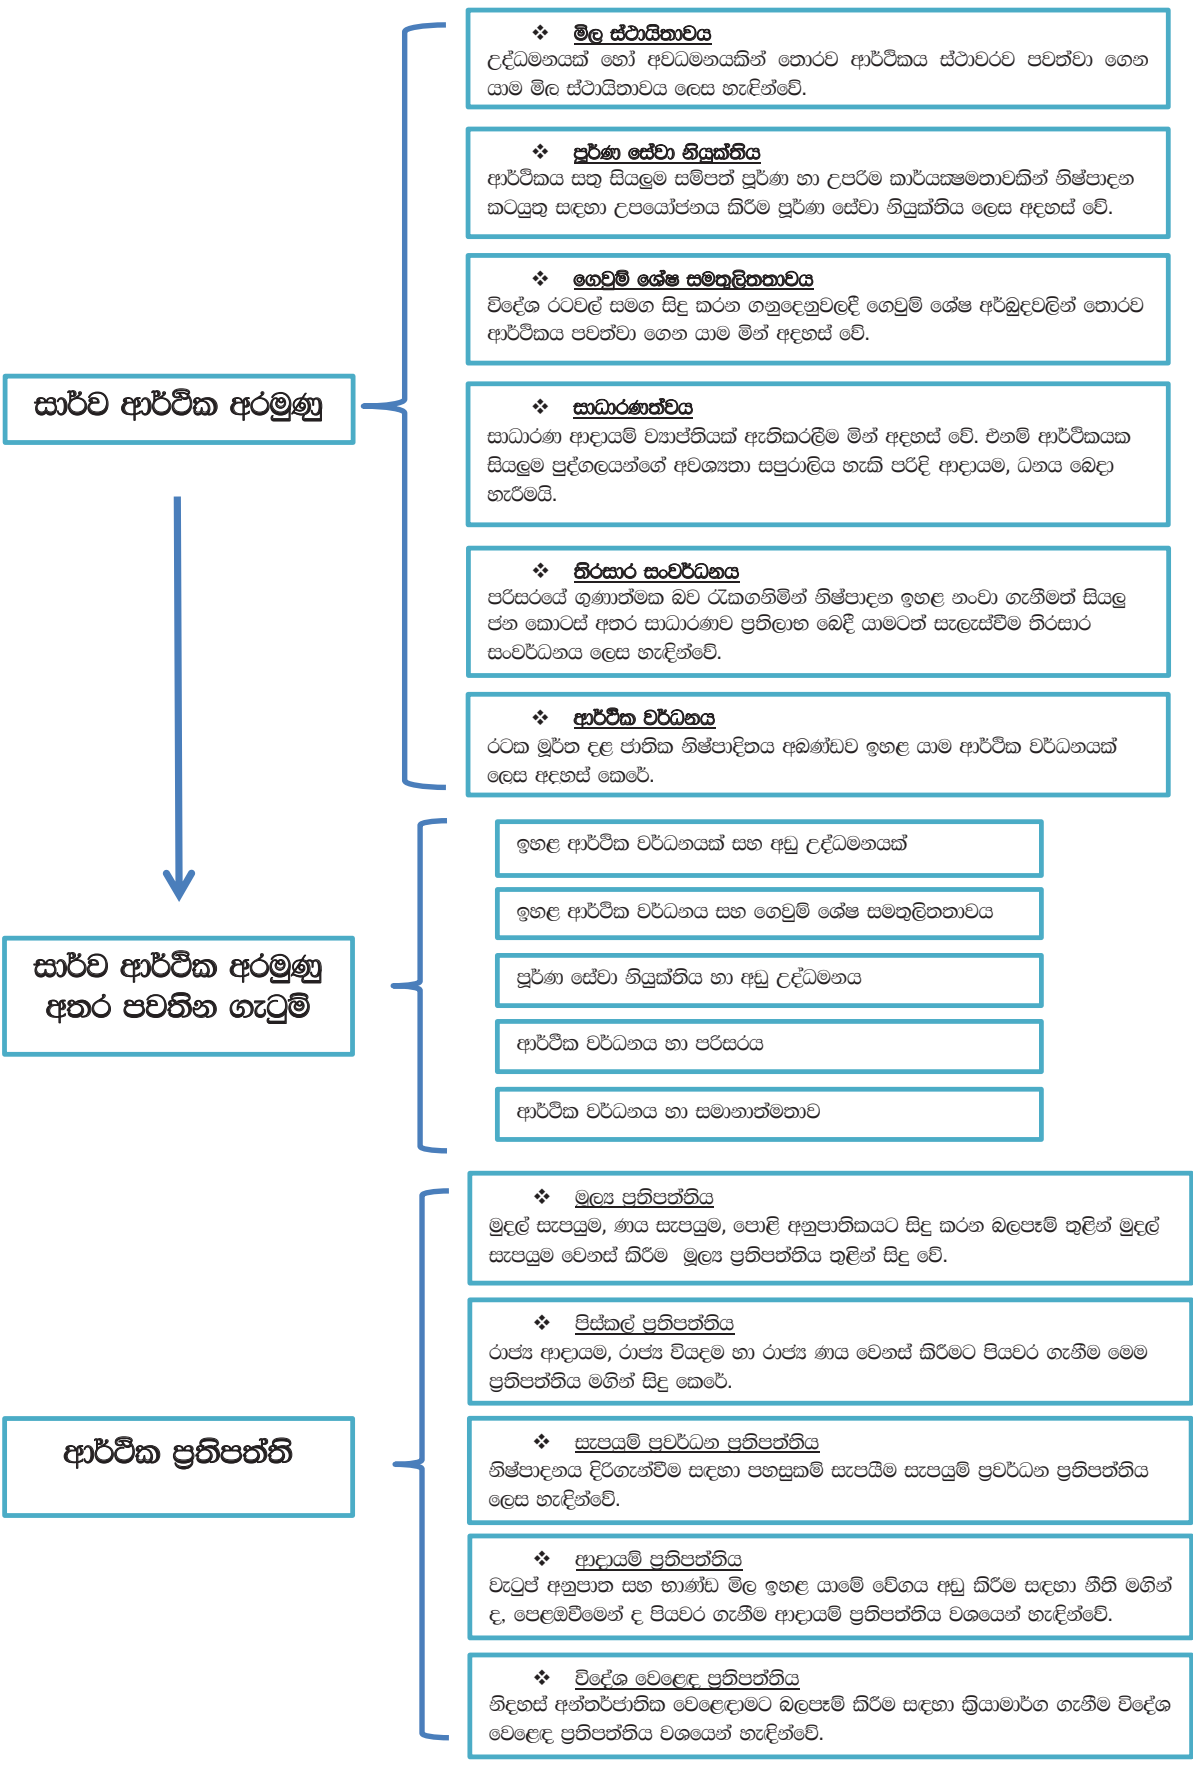 ❖ මිල ස්ථායිතාවය
උද්ධමනයක් හෝ අවධමනයකින් තොරව ආර්ථිකය ස්ථාවරව පවත්වා ගෙන
යාම මිල ස්ථායිතාවය ලෙස හැඳින්වේ.
❖ පූර්ණ සේවා නියුක්තිය
ආර්ථිකය සතු සියලුම සම්පත් පූර්ණ හා උපරිම කාර්යක්‍ෂමතාවකින් නිෂ්පාදන
කටයුතු සඳහා උපයෝජනය කිරීම පූර්ණ සේවා නියුක්තිය ලෙස අදහස් වේ.
❖ ගෙවුම් ශේෂ සමතුලිතතාවය
විදේශ රටවල් සමග සිදු කරන ගනුදෙනුවලදී ගෙවුම් ශේෂ අර්බුදවලින් තොරව
ආර්ථිකය පවත්වා ගෙන යාම මින් අදහස් වේ.
සාර්ව ආර්ථික අරමුණු
❖ සාධාරණත්වය
සාධාරණ ආදායම් ව්‍යාප්තියක් ඇතිකරලීම මින් අදහස් වේ. එනම් ආර්ථිකයක
සියලුම පුද්ගලයන්ගේ අවශ්‍යතා සපුරාලිය හැකි පරිදි ආදායම, ධනය බෙදා
හැරීමයි.
❖ තිරසාර සංවර්ධනය
පරිසරයේ ගුණාත්මක බව රැකගනිමින් නිෂ්පාදන ඉහළ නංවා ගැනීමත් සියලු
ජන කොටස් අතර සාධාරණව ප්‍රතිලාභ බෙදී යාමටත් සැලැස්වීම තිරසාර
සංවර්ධනය ලෙස හැඳින්වේ.
❖ ආර්ථික වර්ධනය
රටක මූර්ත දළ ජාතික නිෂ්පාදිතය අඛණ්ඩව ඉහළ යාම ආර්ථික වර්ධනයක්
ලෙස අදහස් කෙරේ.
සාර්ව ආර්ථික අරමුණු
අතර පවතින ගැටුම්
ඉහළ ආර්ථික වර්ධනයක් සහ අඩු උද්ධමනයක්
ඉහළ ආර්ථික වර්ධනය සහ ගෙවුම් ශේෂ සමතුලිතතාවය
පූර්ණ සේවා නියුක්තිය හා අඩු උද්ධමනය
ආර්ථීක වර්ධනය හා පරිසරය
ආර්ථික වර්ධනය හා සමානාත්මතාව
❖ මූල්‍ය ප්‍රතිපත්තිය
මුදල් සැපයුම, ණය සැපයුම, පොළි අනුපාතිකයට සිදු කරන බලපෑම් තුළින් මුදල්
සැපයුම වෙනස් කිරීම මූල්‍ය ප්‍රතිපත්තිය තුළින් සිදු වේ.
❖ පිස්කල් ප්‍රතිපත්තිය
රාජ්‍ය ආදායම, රාජ්‍ය වියදම හා රාජ්‍ය ණය වෙනස් කිරීමට පියවර ගැනීම මෙම
ප්‍රතිපත්තිය මගින් සිදු කෙරේ.
ආර්ථික ප්‍රතිපත්ති
❖ සැපයුම් ප්‍රවර්ධන ප්‍රතිපත්තිය
නිෂ්පාදනය දිරිගැන්වීම සඳහා පහසුකම් සැපයීම සැපයුම් ප්‍රවර්ධන ප්‍රතිපත්තිය
ලෙස හැඳින්වේ.
❖ ආදායම් ප්‍රතිපත්තිය
වැටුප් අනුපාත සහ භාණ්ඩ මිල ඉහළ යාමේ වේගය අඩු කිරීම සඳහා නීති මගින්
ද, පෙළඹවීමෙන් ද පියවර ගැනීම ආදායම් ප්‍රතිපත්තිය වශයෙන් හැඳින්වේ.
❖ විදේශ වෙළෙඳ ප්‍රතිපත්තිය
නිදහස් අන්තර්ජාතික වෙළෙඳාමට බලපෑම් කිරීම සඳහා ක්‍රියාමාර්ග ගැනීම විදේශ
වෙළෙඳ ප්‍රතිපත්තිය වශයෙන් හැඳින්වේ.